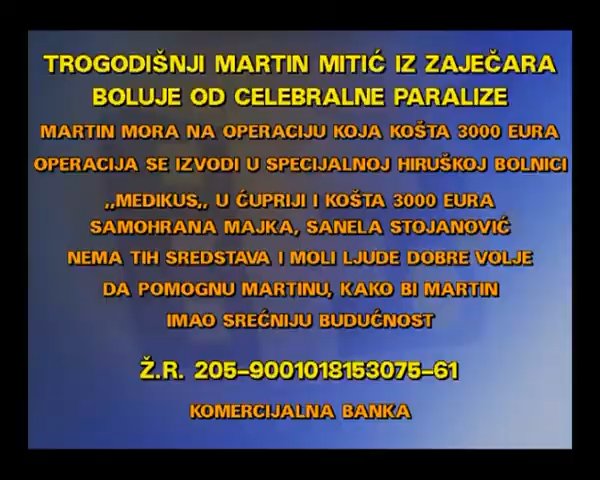 TROGODIŠNJI MARTIN MITIĆ IZ ZAJEČARA
BOLUJE OD CELEBRALNE PARALIZE
MARTIN MORA NA OPERACIJU KOJA KOŠTA 3000 EURA
OPERACIJA SE IZVODI U SPECIJALNOJ HIRUŠKOJ BOLNICI
,,MEDIKUS,, U ĆUPRIJI I KOŠTA 3000 EURA
SAMOHRANA MAJKA, SANELA STOJANOVIĆ
NEMA TIH SREDSTAVA I MOLI LJUDE DOBRE VOLJE
DA POMOGNU MARTINU, KAKO BI MARTIN
IMAO SREĆNIJU BUDUĆNOST
Ž.R. 205-9001018153075-61
KOMERCIJALNA BANKA